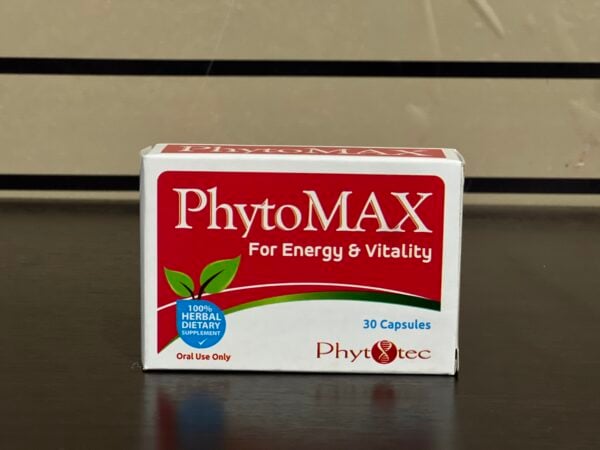 PhytoMAX
PhytoMAX
For Energy & Vitality
100%
HERBAL
DIETARY
SUPPLEMENT
30 Capsules
Oral Use Only
Phytotec